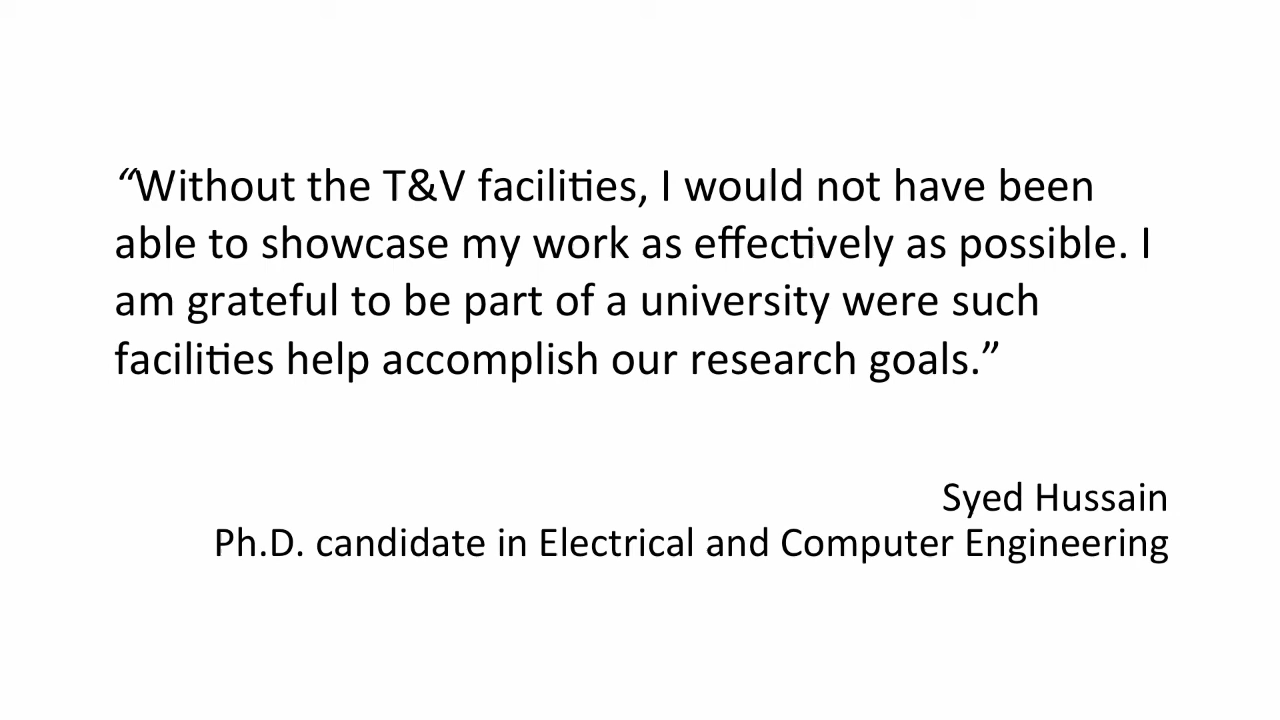 “Without the T&V facilities, I would not have been
able to showcase my work as effectively as possible. I
am grateful to be part of a university were such
facilities help accomplish our research goals.”
Syed Hussain
Ph.D. candidate in Electrical and Computer Engineering